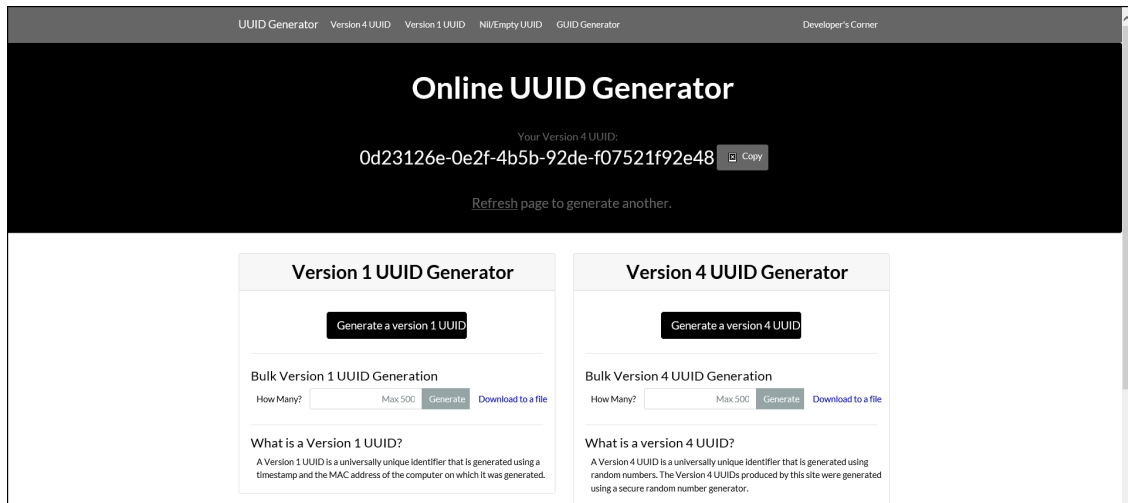 UUID Generator Version 4 UUID Version 1 UUID Nil/Empty UUID GUID Generator Developer's Corner
Online UUID Generator
Your Version 4 UUID:
0d23126e-0e2f-4b5b-92de-f07521f92e48 Copy
Refresh page to generate another.
Version 1 UUID Generator
Generate a version 1 UUID
Bulk Version 1 UUID Generation
How Many? Max 500 Generate Download to a file
What is a Version 1 UUID?
A Version 1 UUID is a universally unique identifier that is generated using a
timestamp and the MAC address of the computer on which it was generated.
Version 4 UUID Generator
Generate a version 4 UUID
Bulk Version 4 UUID Generation
How Many? Max 500 Generate Download to a file
What is a version 4 UUID?
A Version 4 UUID is a universally unique identifier that is generated using
random numbers. The Version 4 UUIDs produced by this site were generated
using a secure random number generator.